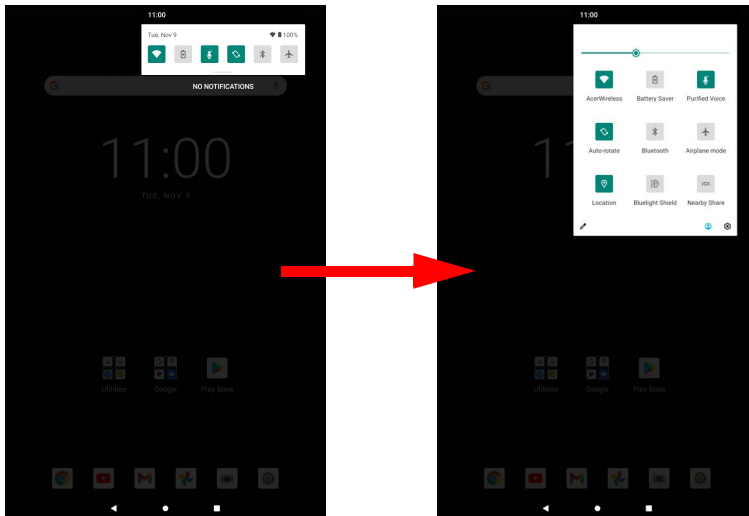 11:00
Tue, Nov 9
100%
NO NOTIFICATIONS
11:00
TUE, NOV 9
Utilities Google Play Store
11:00
AcerWireless Battery Saver Purified Voice
Auto-rotate Bluetooth Airplane mode
Location Bluelight Shield Nearby Share
Utilities Google Play Store